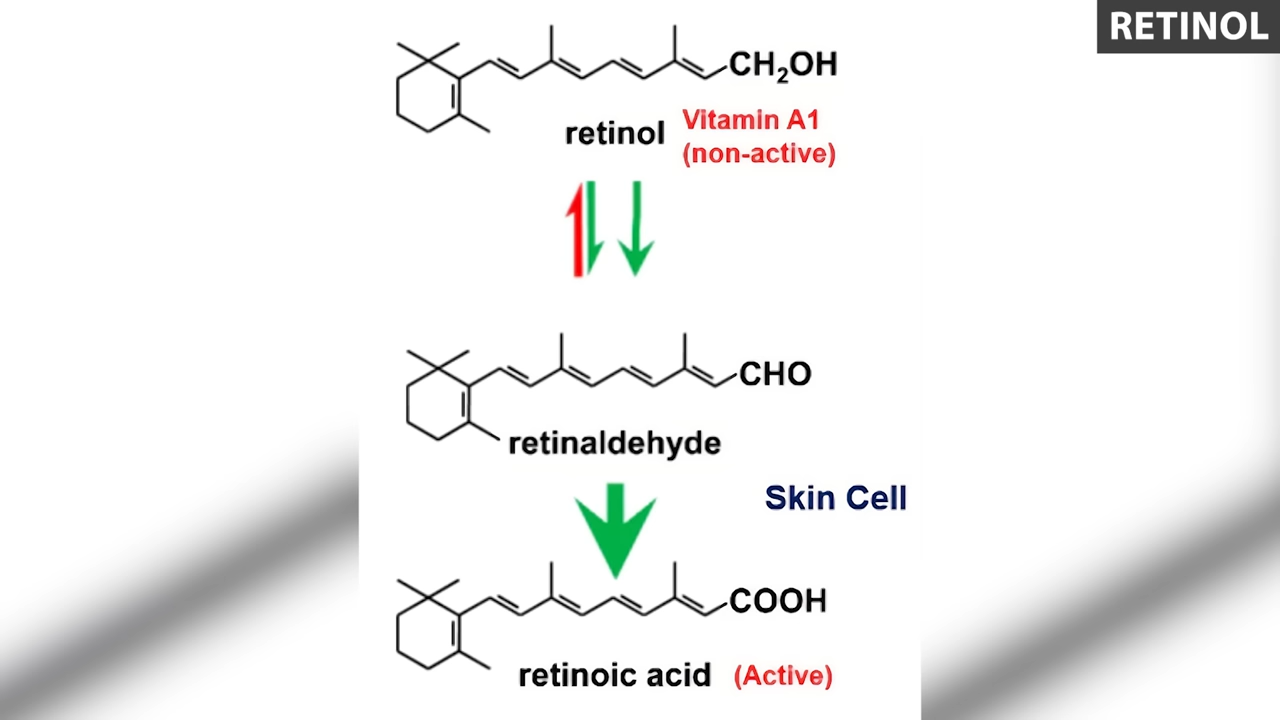 RETINOL
CH₂OH
retinol
Vitamin A1
(non-active)
CHO
retinaldehyde
Skin Cell
COOH
retinoic acid (Active)